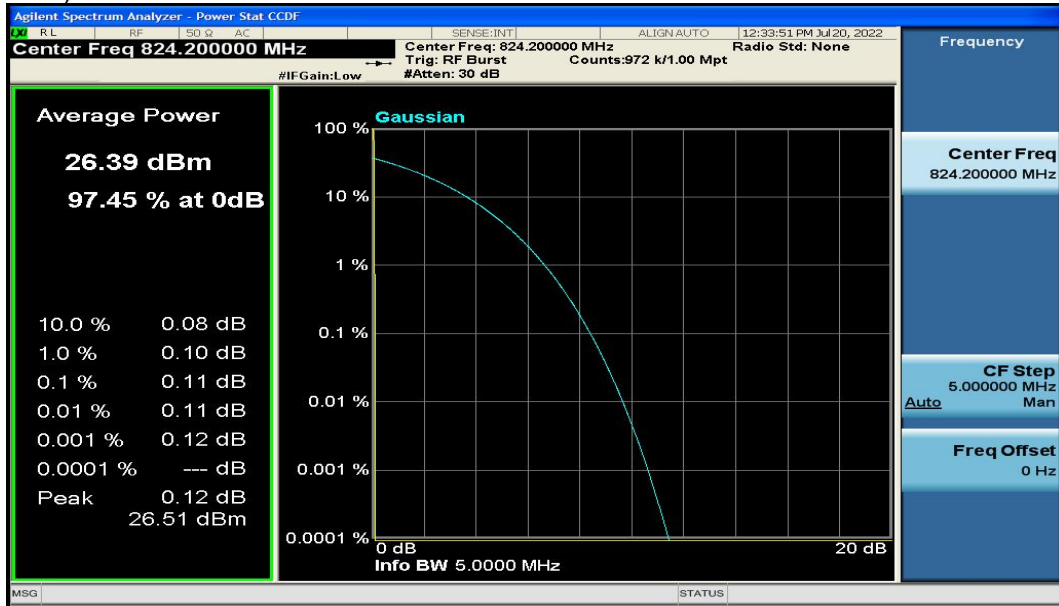 Agilent Spectrum Analyzer - Power Stat CCDF
LXI RL RF 50 Ω AC SENSE:INT ALIGN AUTO 12:33:51 PM Jul 20, 2022
Center Freq 824.200000 MHz
Center Freq: 824.200000 MHz Radio Std: None
Trig: RF Burst Counts:972 k/1.00 Mpt
#IFGain:Low #Atten: 30 dB
Frequency
Average Power
26.39 dBm
97.45 % at 0dB
10.0 % 0.08 dB
1.0 % 0.10 dB
0.1 % 0.11 dB
0.01 % 0.11 dB
0.001 % 0.12 dB
0.0001 % --- dB
Peak 0.12 dB
26.51 dBm
Gaussian
100 %
10 %
1 %
0.1 %
0.01 %
0.001 %
0.0001 %
0 dB 20 dB
Info BW 5.0000 MHz
Center Freq
824.200000 MHz
CF Step
5.000000 MHz
Auto Man
Freq Offset
0 Hz
MSG STATUS